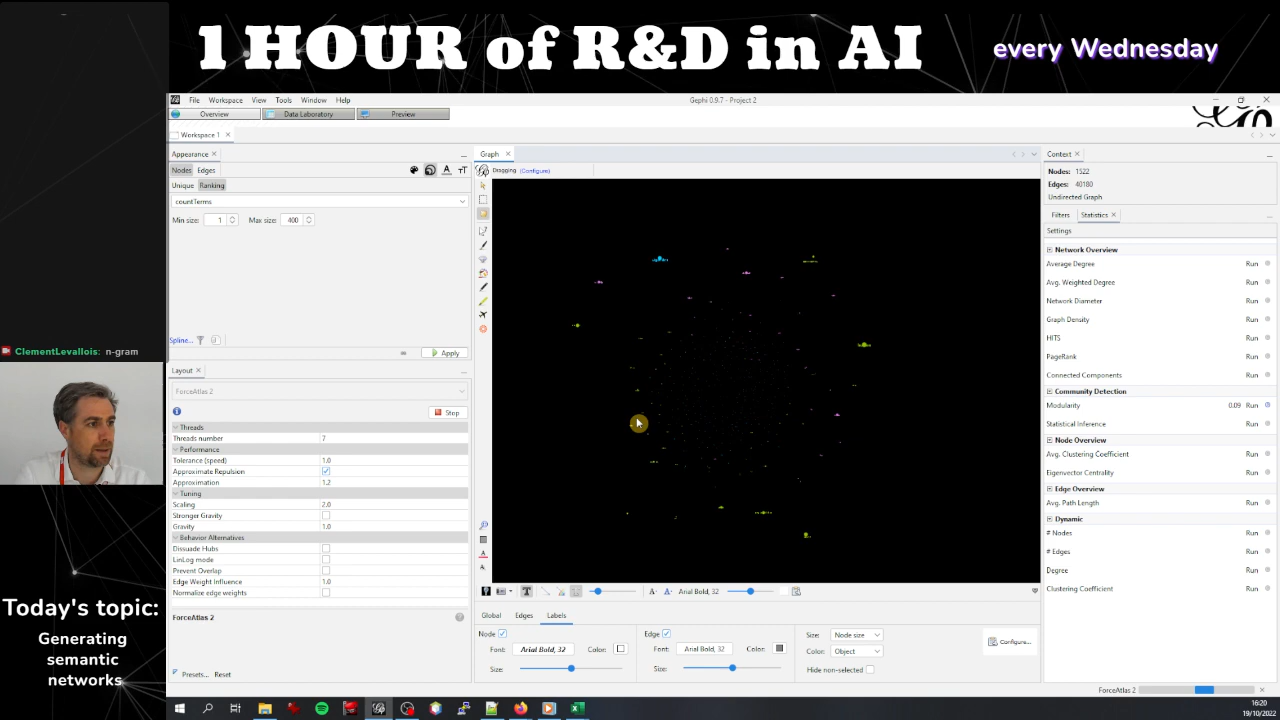 1 HOUR of R&D in AI
every Wednesday
Gephi 0.9.7 - Project 2
File Workspace View Tools Window Help
Overview Data Laboratory Preview
Workspace 1
Appearance
Nodes Edges
Unique Ranking
countTerms
Min size: 1 Max size: 400
Spline...
Apply
Layout
ForceAtlas 2
Stop
Threads
Threads number 7
Performance
Tolerance (speed) 1.0
Approximate Repulsion
Approximation 1.2
Tuning
Scaling 2.0
Stronger Gravity
Gravity 1.0
Behavior Alternatives
Dissuade Hubs
LinLog mode
Prevent Overlap
Edge Weight Influence 1.0
Normalize edge weights
ForceAtlas 2
Presets... Reset
Graph
Dragging (Configure)
Arial Bold, 32
Global Edges Labels
Node Edge Size: Node size
Font: Arial Bold, 32 Color: Font: Arial Bold, 32 Color: Color: Object
Size: Size: Hide non-selected
Configure...
Context
Nodes: 1522
Edges: 40180
Undirected Graph
Filters Statistics
Settings
Network Overview
Average Degree Run
Avg. Weighted Degree Run
Network Diameter Run
Graph Density Run
HITS Run
PageRank Run
Connected Components Run
Community Detection
Modularity 0.09 Run
Statistical Inference Run
Node Overview
Avg. Clustering Coefficient Run
Eigenvector Centrality Run
Edge Overview
Avg. Path Length Run
Dynamic
# Nodes Run
# Edges Run
Degree Run
Clustering Coefficient Run
ForceAtlas 2
ClementLevallois: n-gram
Today's topic:
Generating
semantic
networks
16:20
19/10/2022